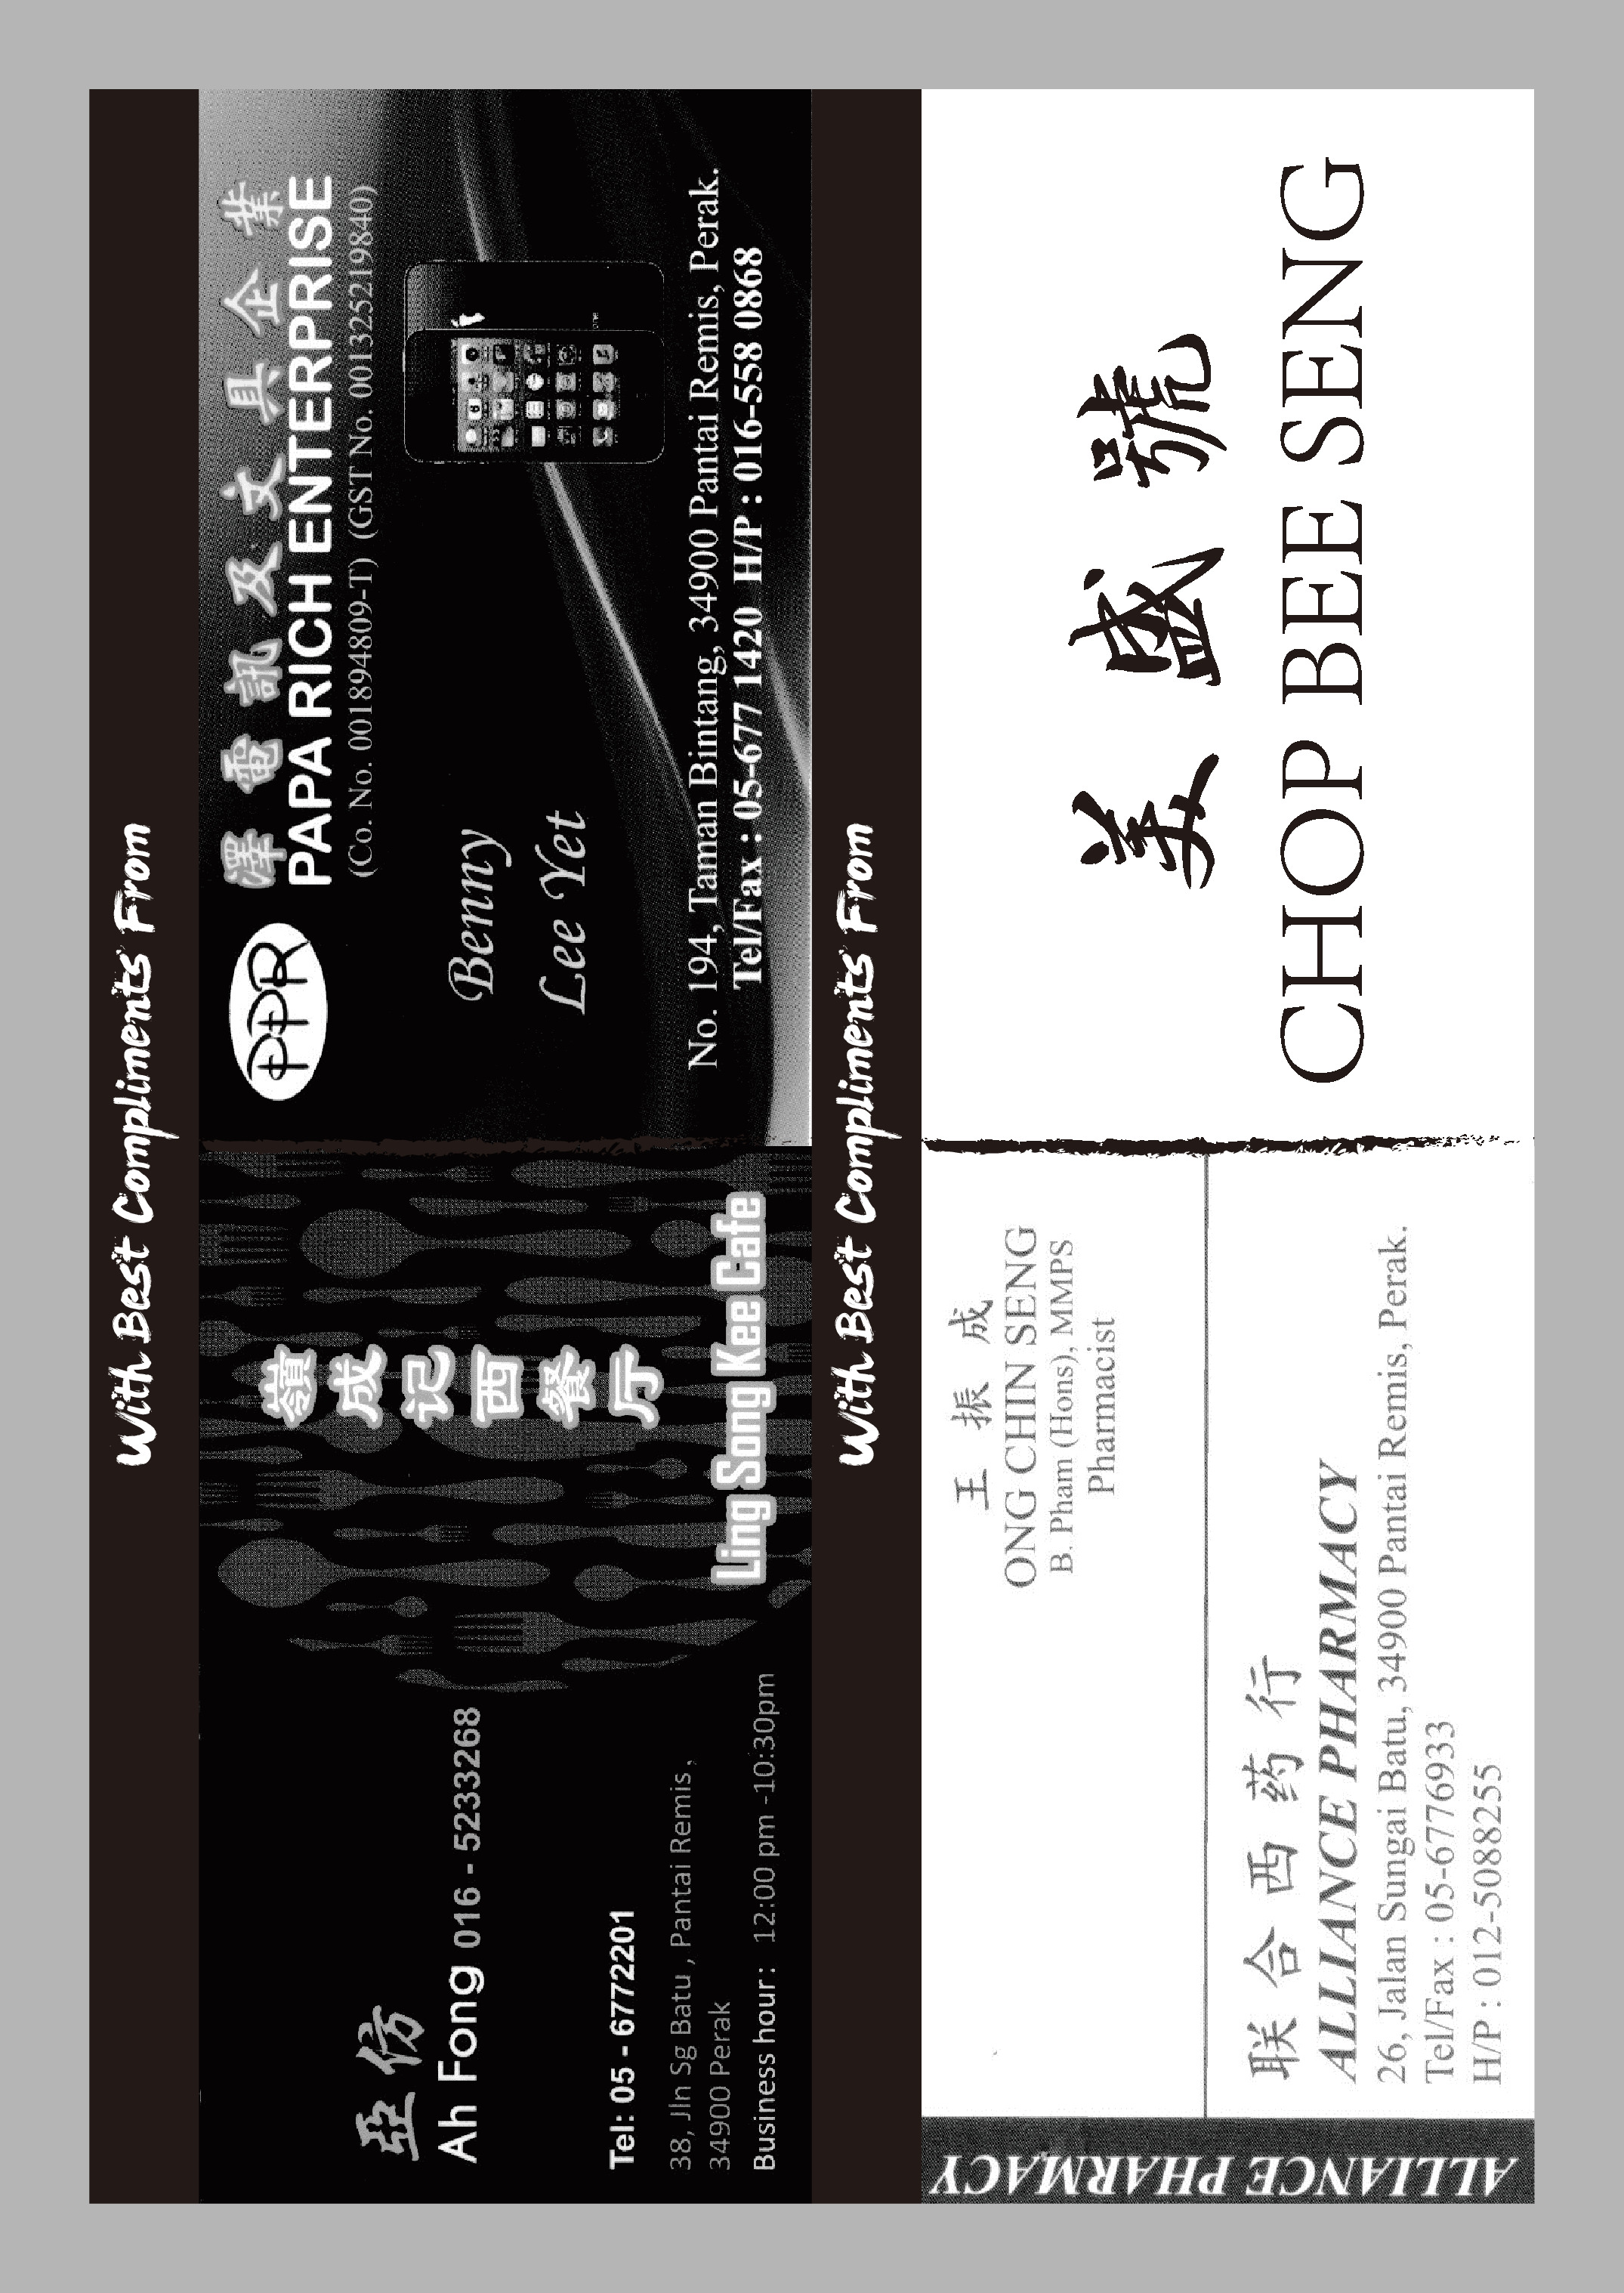 With Best Compliments From
亞仿
Ah Fong 016 - 5233268
Tel: 05 - 6772201
38, Jln Sg Batu , Pantai Remis ,
34900 Perak
Business hour: 12:00 pm -10:30pm
成记西餐厅
Ling Song Kee Cafe
PPR
澤電訊及文具企業
PAPA RICH ENTERPRISE
(Co. No. 001894809-T) (GST No. 001325219840)
Benny
Lee Yet
No. 194, Taman Bintang, 34900 Pantai Remis, Perak.
Tel/Fax : 05-677 1420 H/P : 016-558 0868
With Best Compliments From
ALLIANCE PHARMACY
王振成
ONG CHIN SENG
B. Pham (Hons), MMPS
Pharmacist
联合西药行
ALLIANCE PHARMACY
26, Jalan Sungai Batu, 34900 Pantai Remis, Perak.
Tel/Fax : 05-6776933
H/P : 012-5088255
美盛號
CHOP BEE SENG